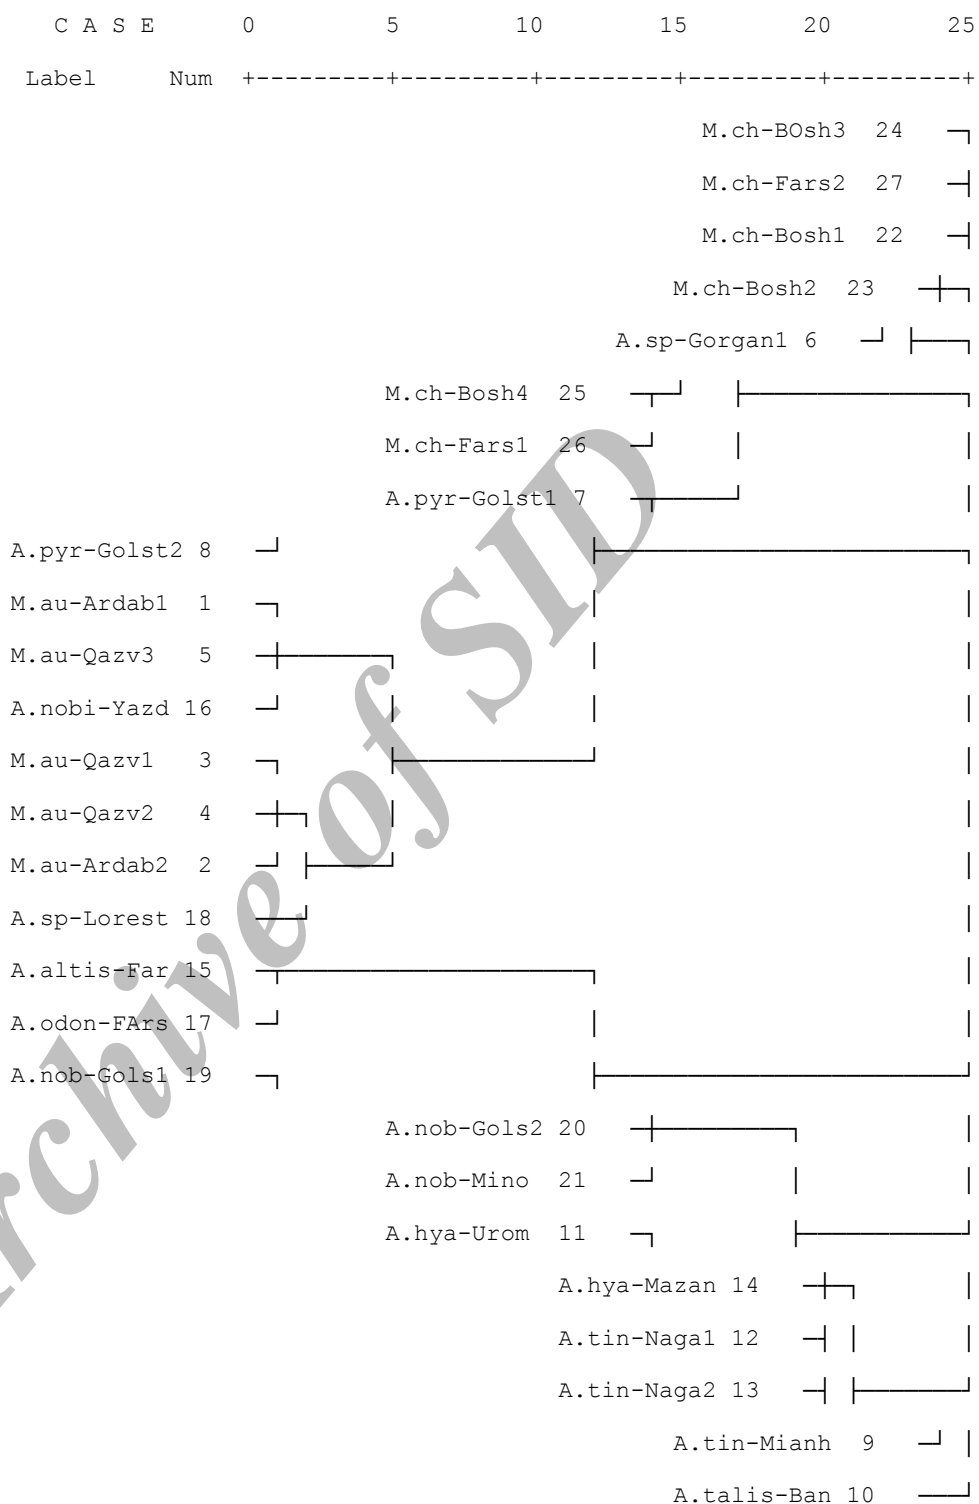 C A S E 0 5 10 15 20 25
Label Num +---------+---------+---------+---------+---------+
M.ch-BOsh3 24
M.ch-Fars2 27
M.ch-Bosh1 22
M.ch-Bosh2 23
A.sp-Gorgan1 6
M.ch-Bosh4 25
M.ch-Fars1 26
A.pyr-Golst1 7
A.pyr-Golst2 8
M.au-Ardab1 1
M.au-Qazv3 5
A.nobi-Yazd 16
M.au-Qazv1 3
M.au-Qazv2 4
M.au-Ardab2 2
A.sp-Lorest 18
A.altis-Far 15
A.odon-FArs 17
A.nob-Gols1 19
A.nob-Gols2 20
A.nob-Mino 21
A.hya-Urom 11
A.hya-Mazan 14
A.tin-Naga1 12
A.tin-Naga2 13
A.tin-Mianh 9
A.talis-Ban 10
Archive of SID